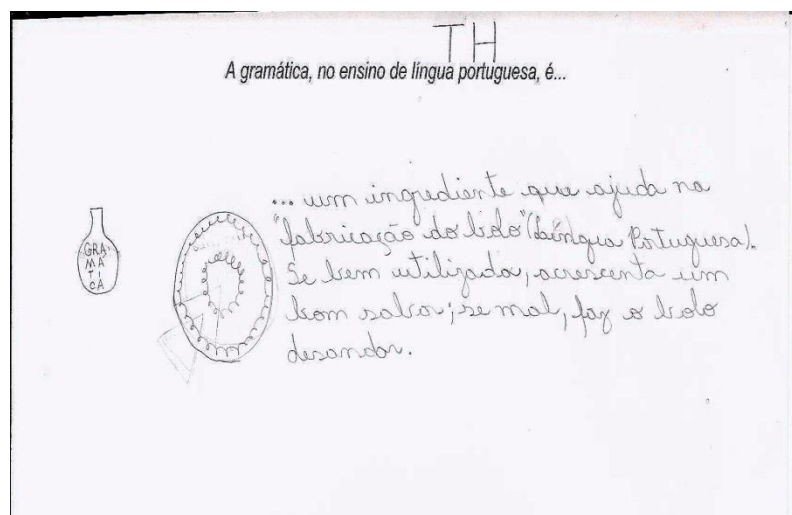 TH
A gramática, no ensino de língua portuguesa, é...
... um ingrediente que ajuda na
"fabricação do bolo" (Língua Portuguesa).
Se bem utilizado, acrescenta um
bom sabor; se mal, faz o bolo
desandar.
GRA-
MÁ
TI
CA